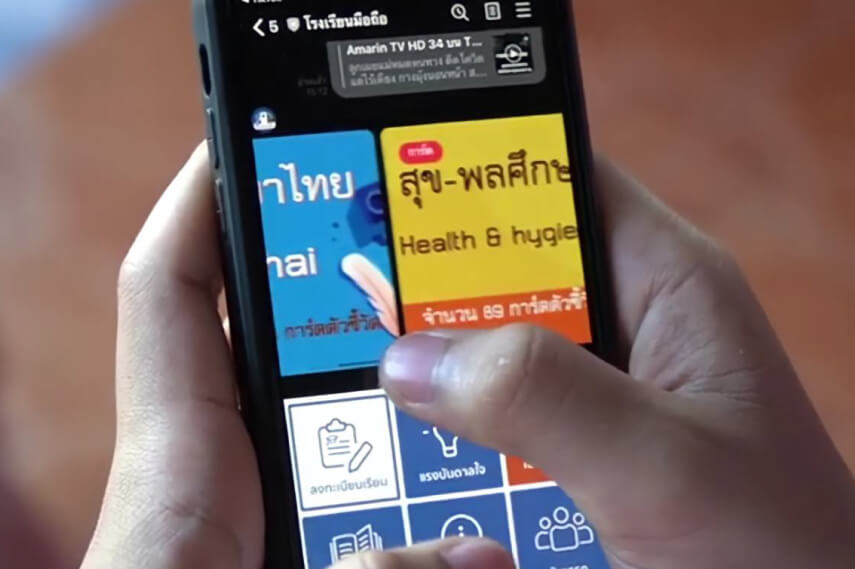 5 โรงเรียนมือถือ
Amarin TV HD 34 บน T...
าไทย
hai
การ์ดตัวชี้วัด
การ์ด
สุข-พลศึกษ
Health & hygie
จำนวน 89 การ์ดตัวชี้วั
ลงทะเบียนเรียน
แรงบันดาลใจ